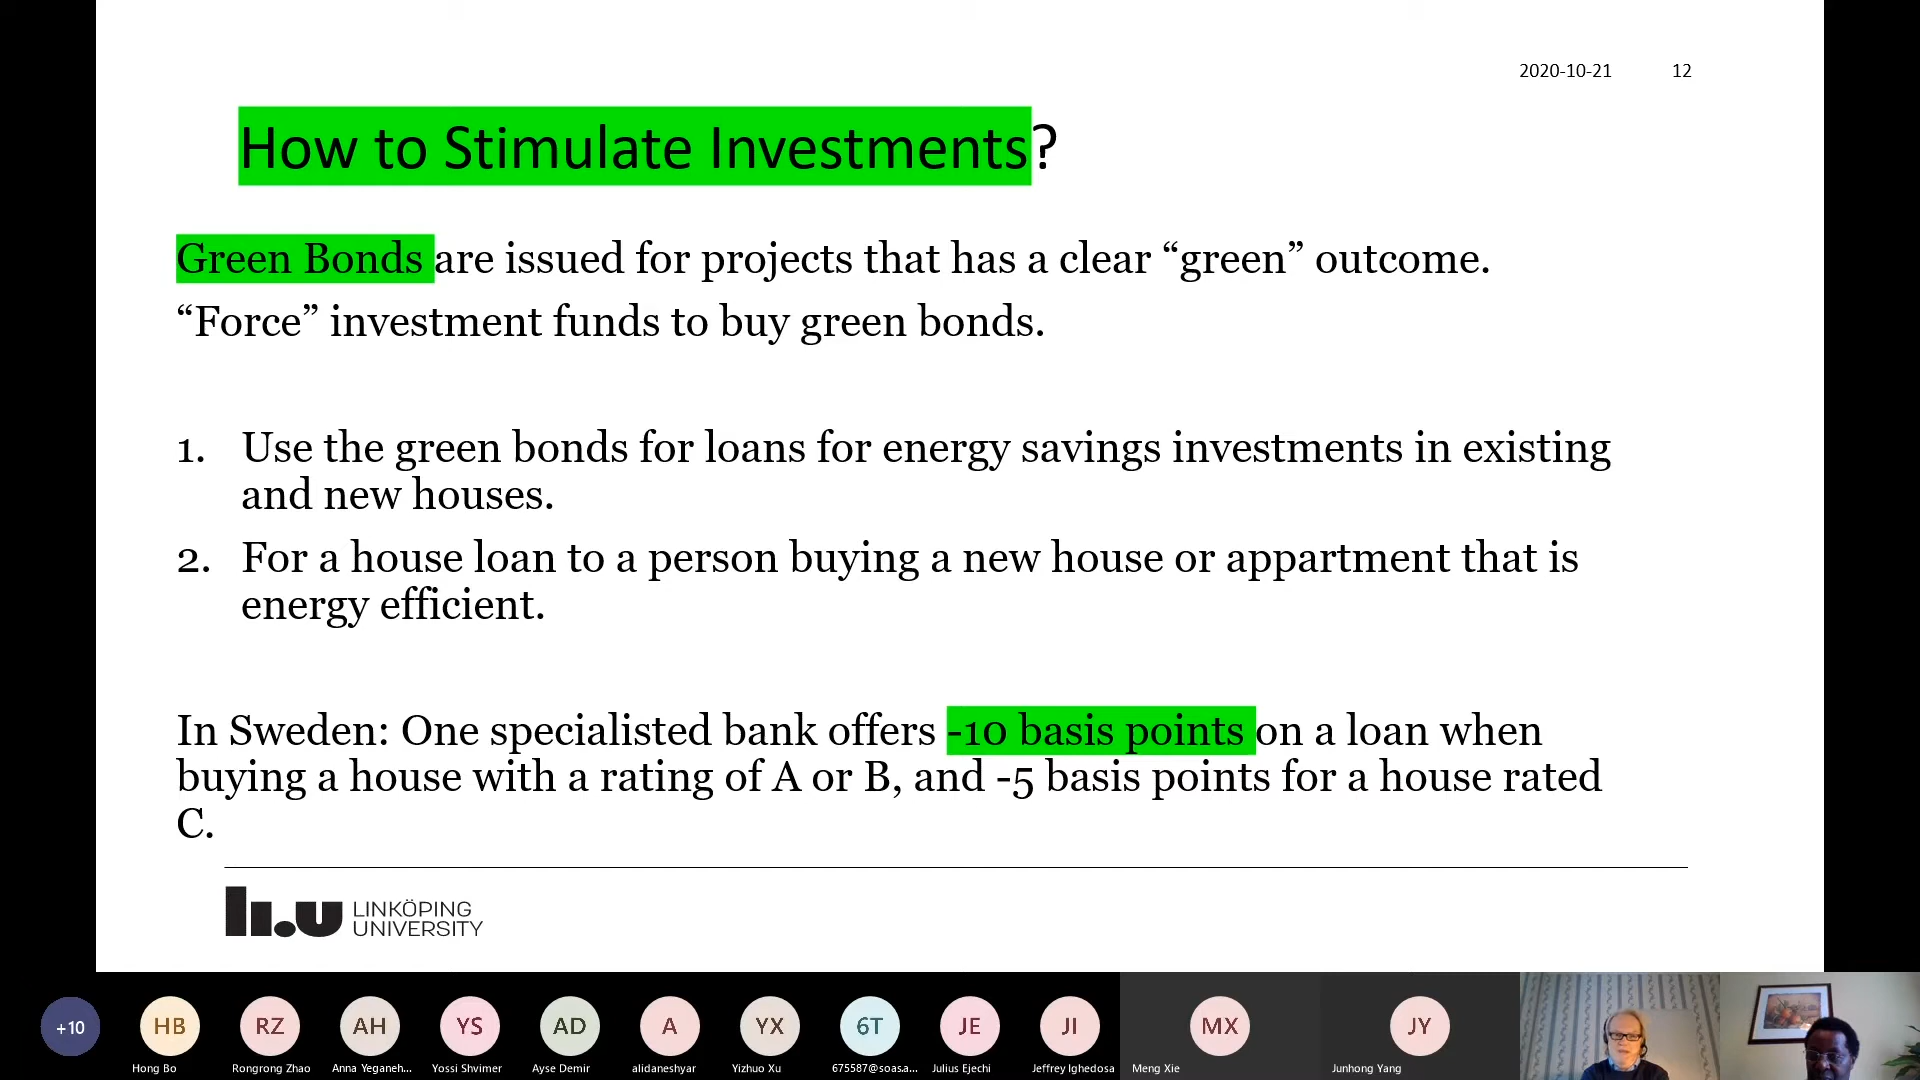 2020-10-21 12
How to Stimulate Investments?
Green Bonds are issued for projects that has a clear “green” outcome.
“Force” investment funds to buy green bonds.
1. Use the green bonds for loans for energy savings investments in existing
and new houses.
2. For a house loan to a person buying a new house or appartment that is
energy efficient.
In Sweden: One specialisted bank offers -10 basis points on a loan when
buying a house with a rating of A or B, and -5 basis points for a house rated
C.
li.u LINKÖPING
UNIVERSITY
+10 HB RZ AH YS AD A YX 6T JE JI MX JY
Hong Bo Rongrong Zhao Anna Yeganeh... Yossi Shvimer Ayse Demir alidaneshyar Yizhuo Xu 675587@soas.a... Julius Ejechi Jeffrey Ighedosa Meng Xie Junhong Yang